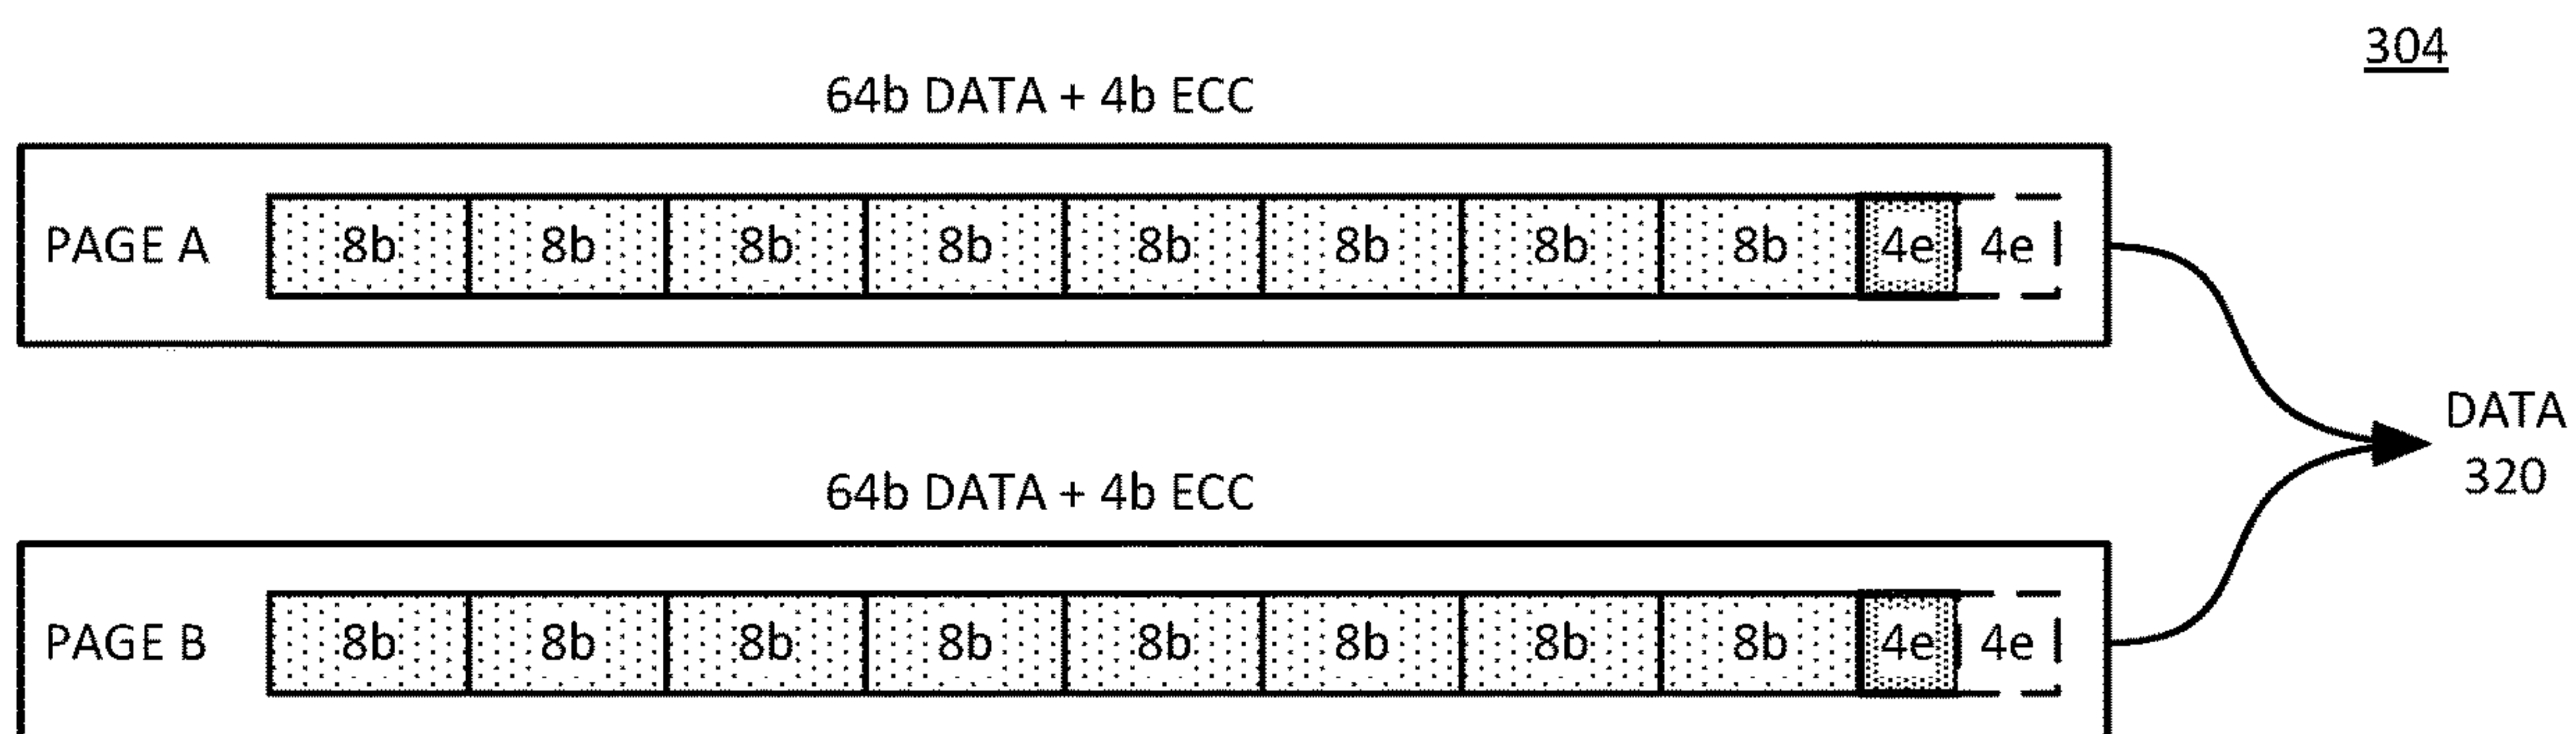 304
64b DATA + 4b ECC
PAGE A 8b 8b 8b 8b 8b 8b 8b 8b 4e 4e
DATA
320
64b DATA + 4b ECC
PAGE B 8b 8b 8b 8b 8b 8b 8b 8b 4e 4e